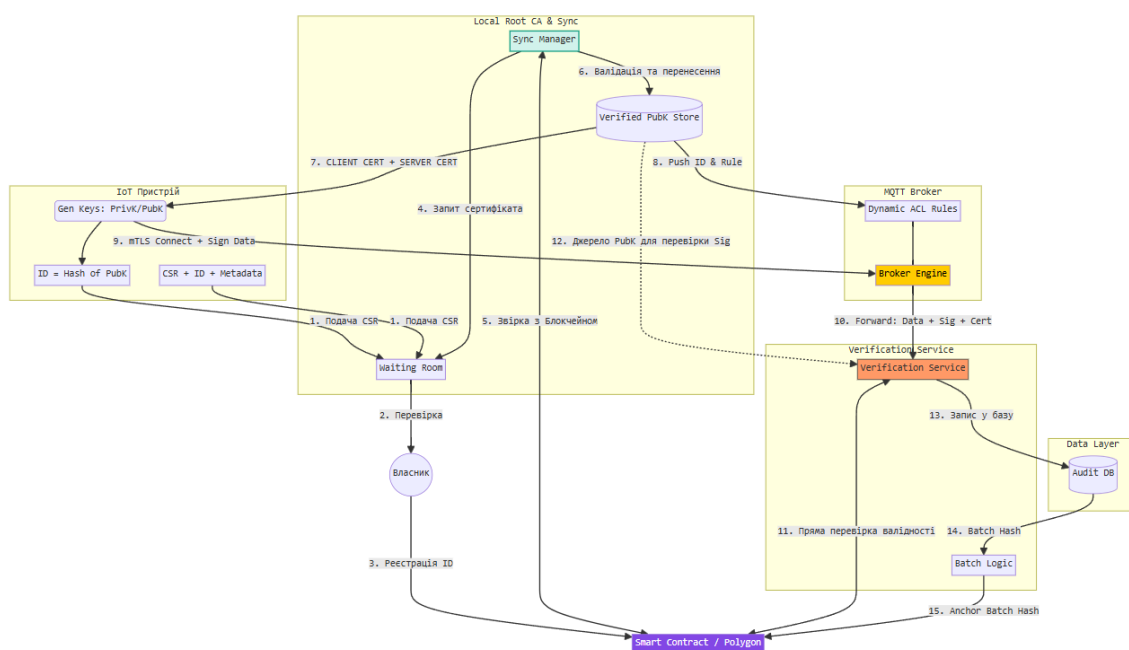 Local Root CA & Sync
Sync Manager
6. Валідація та перенесення
Verified PubK Store
7. CLIENT CERT + SERVER CERT
8. Push ID & Rule
IoT Пристрій
MQTT Broker
Gen Keys: PrivK/PubK
4. Запит сертифіката
Dynamic ACL Rules
9. mTLS Connect + Sign Data
12. Джерело PubK для перевірки Sig
ID = Hash of PubK
CSR + ID + Metadata
Broker Engine
1. Подача CSR
1. Подача CSR
5. Звірка з Блокчейном
10. Forward: Data + Sig + Cert
Verification Service
Waiting Room
Verification Service
2. Перевірка
13. Запис у базу
Data Layer
Власник
Audit DB
11. Пряма перевірка валідності
14. Batch Hash
3. Реєстрація ID
Batch Logic
15. Anchor Batch Hash
Smart Contract / Polygon